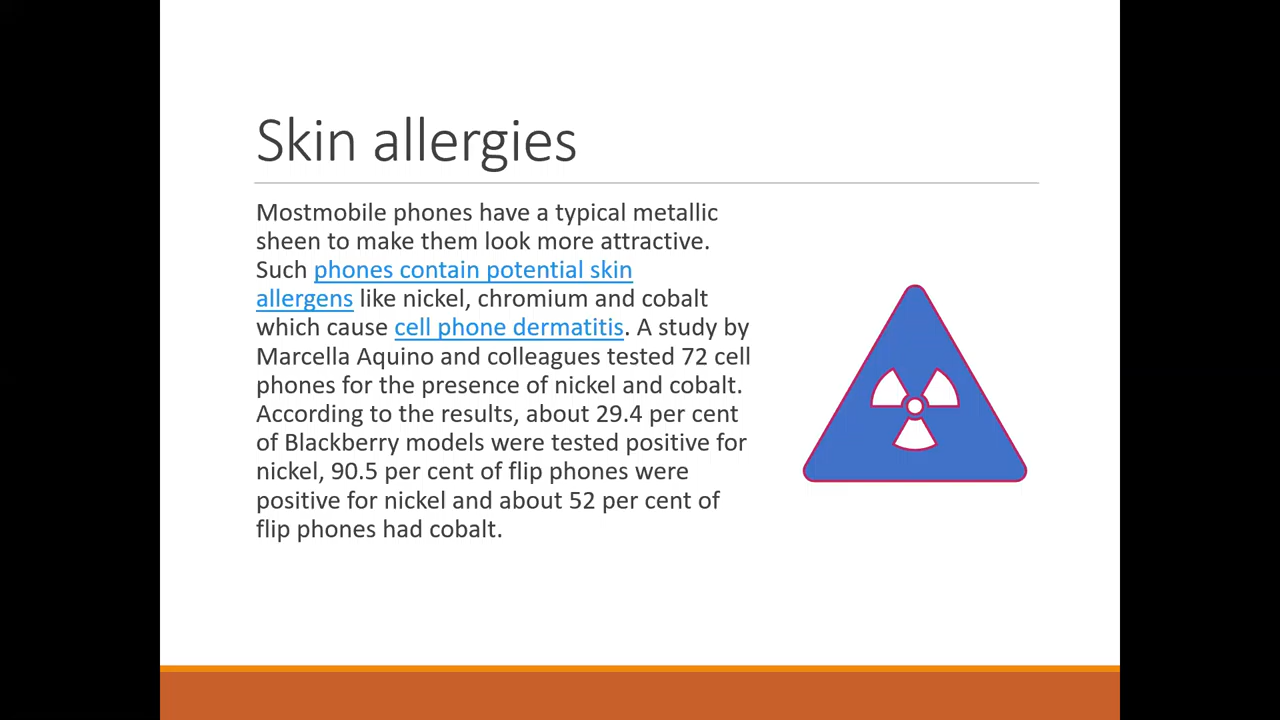 Skin allergies
Mostmobile phones have a typical metallic
sheen to make them look more attractive.
Such phones contain potential skin
allergens like nickel, chromium and cobalt
which cause cell phone dermatitis. A study by
Marcella Aquino and colleagues tested 72 cell
phones for the presence of nickel and cobalt.
According to the results, about 29.4 per cent
of Blackberry models were tested positive for
nickel, 90.5 per cent of flip phones were
positive for nickel and about 52 per cent of
flip phones had cobalt.